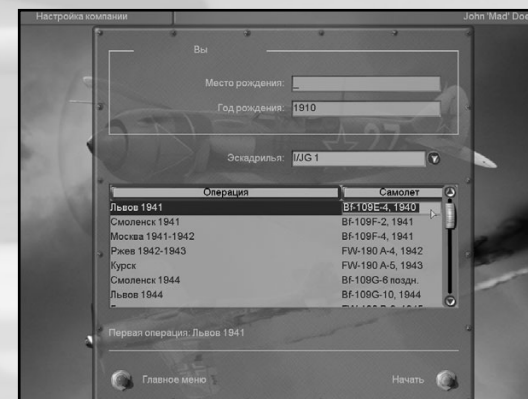 Настройка компании
John 'Mad' Doe
Вы
Место рождения: _
Год рождения: 1910
Эскадрилья: I/JG 1
Операция Самолет
Львов 1941 Bf-109E-4, 1940
Смоленск 1941 Bf-109F-2, 1941
Москва 1941-1942 Bf-109F-4, 1941
Ржев 1942-1943 FW-190 A-4, 1942
Курск FW-190 A-5, 1943
Смоленск 1944 Bf-109G-6 поздн.
Львов 1944 Bf-109G-10, 1944
Первая операция: Львов 1941
Главное меню
Начать